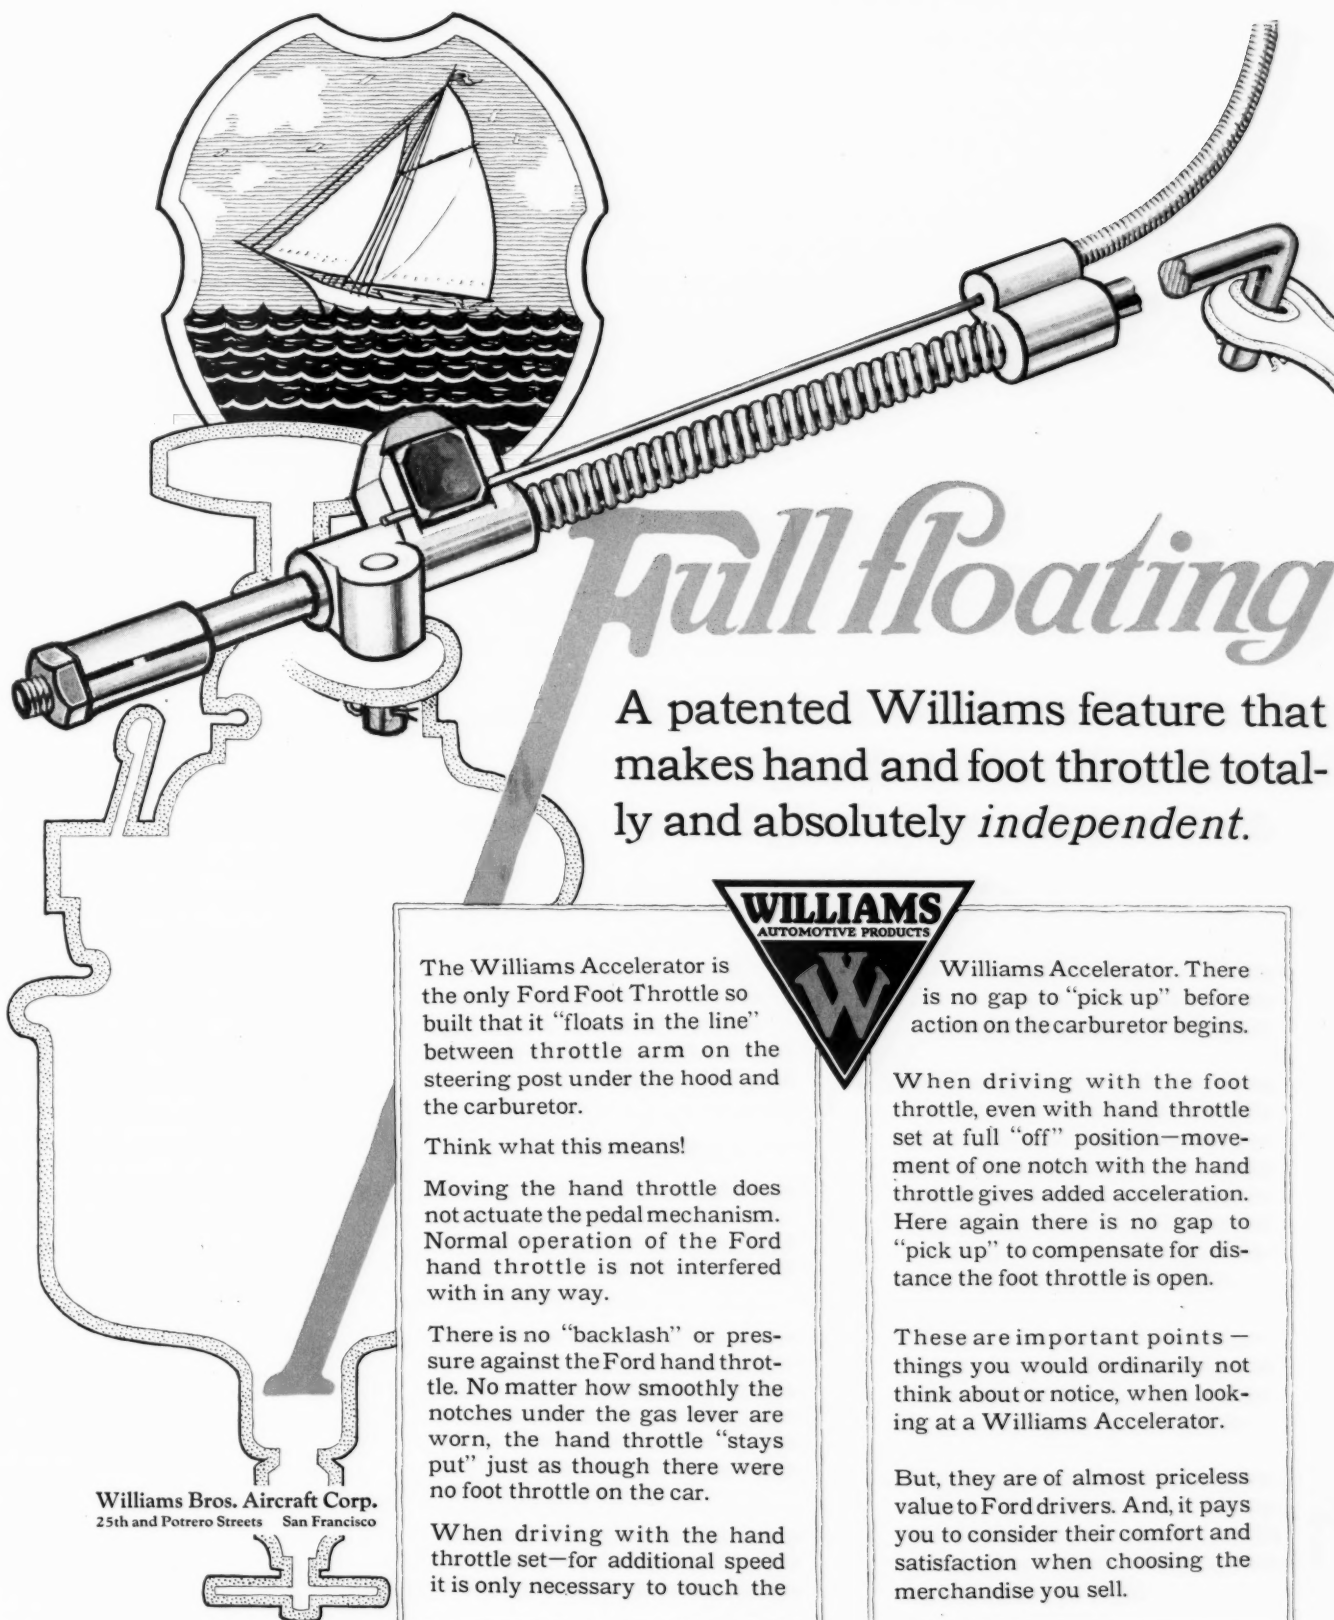 Full floating
A patented Williams feature that
makes hand and foot throttle total-
ly and absolutely independent.
WILLIAMS
AUTOMOTIVE PRODUCTS
W
The Williams Accelerator is
the only Ford Foot Throttle so
built that it “floats in the line”
between throttle arm on the
steering post under the hood and
the carburetor.
Think what this means!
Moving the hand throttle does
not actuate the pedal mechanism.
Normal operation of the Ford
hand throttle is not interfered
with in any way.
There is no “backlash” or pres-
sure against the Ford hand throt-
tle. No matter how smoothly the
notches under the gas lever are
worn, the hand throttle “stays
put” just as though there were
no foot throttle on the car.
When driving with the hand
throttle set—for additional speed
it is only necessary to touch the
Williams Accelerator. There
is no gap to “pick up” before
action on the carburetor begins.
When driving with the foot
throttle, even with hand throttle
set at full “off” position—move-
ment of one notch with the hand
throttle gives added acceleration.
Here again there is no gap to
“pick up” to compensate for dis-
tance the foot throttle is open.
These are important points —
things you would ordinarily not
think about or notice, when look-
ing at a Williams Accelerator.
But, they are of almost priceless
value to Ford drivers. And, it pays
you to consider their comfort and
satisfaction when choosing the
merchandise you sell.
Williams Bros. Aircraft Corp.
25th and Potrero Streets San Francisco